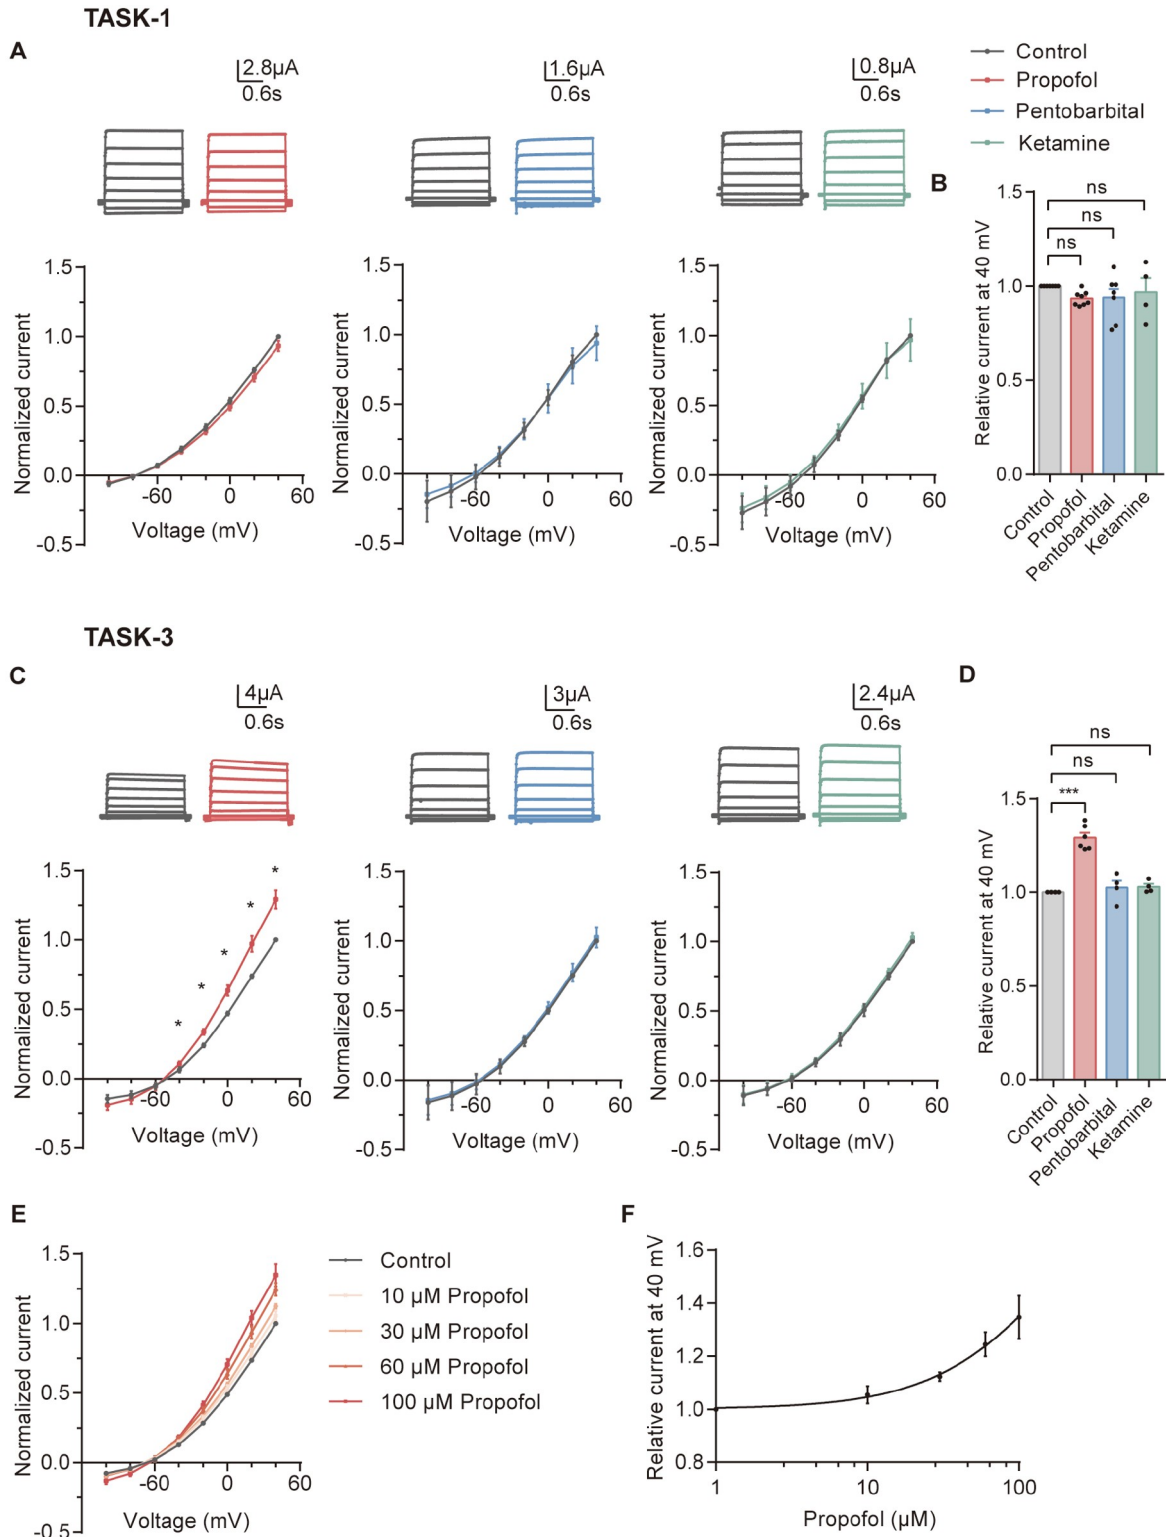 TASK-1
A
2.8µA
0.6s
1.6µA
0.6s
0.8µA
0.6s
Control
Propofol
Pentobarbital
Ketamine
Normalized current
1.5
1.0
0.5
0.0
-0.5
-60
0
60
Voltage (mV)
Normalized current
1.5
1.0
0.5
0.0
-0.5
-60
0
60
Voltage (mV)
Normalized current
1.5
1.0
0.5
0.0
-0.5
-60
0
60
Voltage (mV)
B
Relative current at 40 mV
1.5
1.0
0.5
0.0
ns
ns
ns
Control
Propofol
Pentobarbital
Ketamine
TASK-3
C
4µA
0.6s
3µA
0.6s
2.4µA
0.6s
Normalized current
1.5
1.0
0.5
0.0
-0.5
* * * * *
-60
0
60
Voltage (mV)
Normalized current
1.5
1.0
0.5
0.0
-0.5
-60
0
60
Voltage (mV)
Normalized current
1.5
1.0
0.5
0.0
-0.5
-60
0
60
Voltage (mV)
D
Relative current at 40 mV
1.5
1.0
0.5
0.0
ns
ns
***
Control
Propofol
Pentobarbital
Ketamine
E
Normalized current
1.5
1.0
0.5
0.0
-0.5
-60
0
60
Voltage (mV)
Control
10 µM Propofol
30 µM Propofol
60 µM Propofol
100 µM Propofol
F
Relative current at 40 mV
1.6
1.4
1.2
1.0
0.8
1
10
100
Propofol (µM)